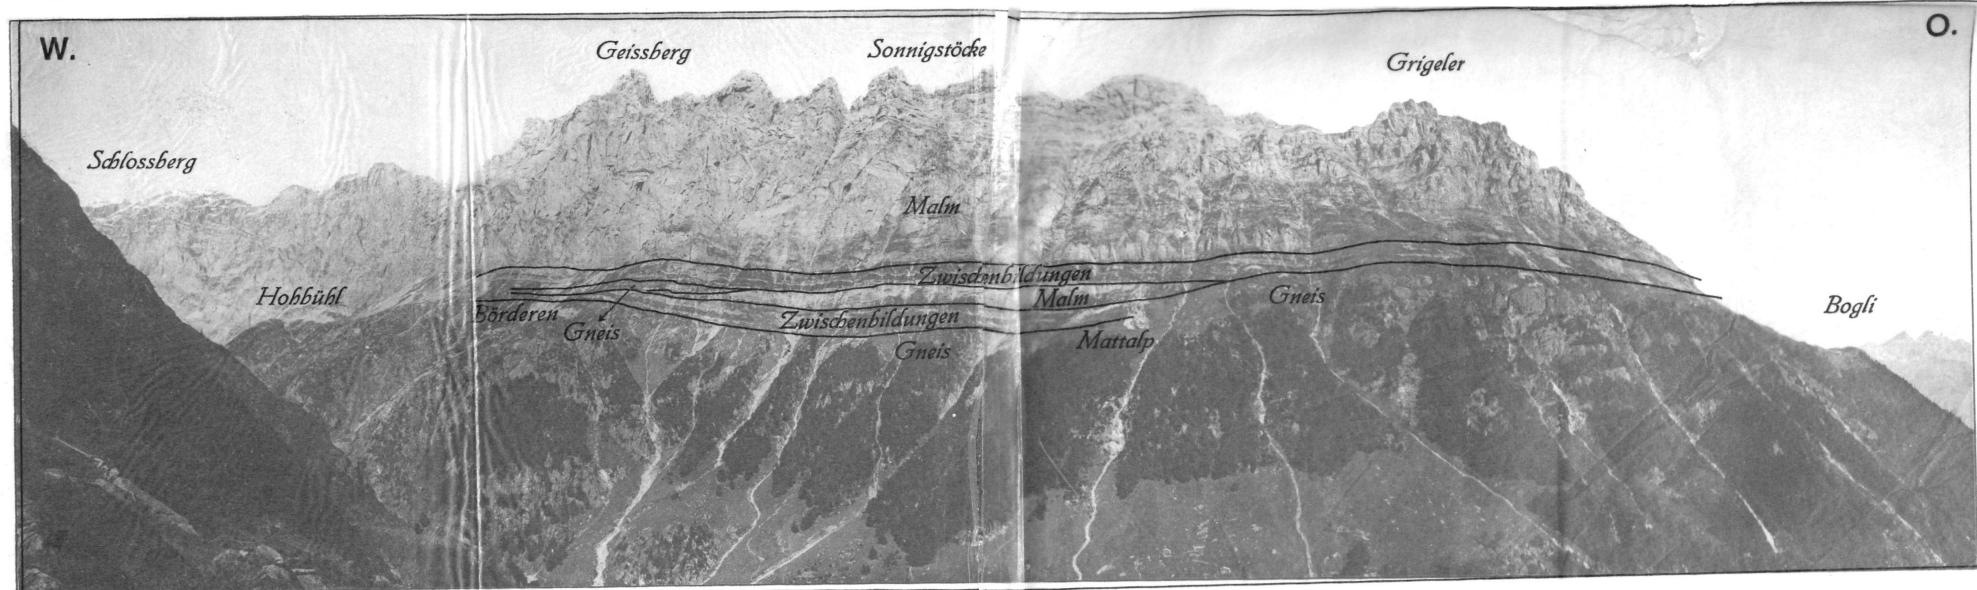 W.
O.
Geissberg
Sonnigstöcke
Grigeler
Schlossberg
Malm
Hohbühl
Zwischenbildungen
Malm
Gneis
Bogli
Börderen
Gneis
Zwischenbildungen
Gneis
Mattalp